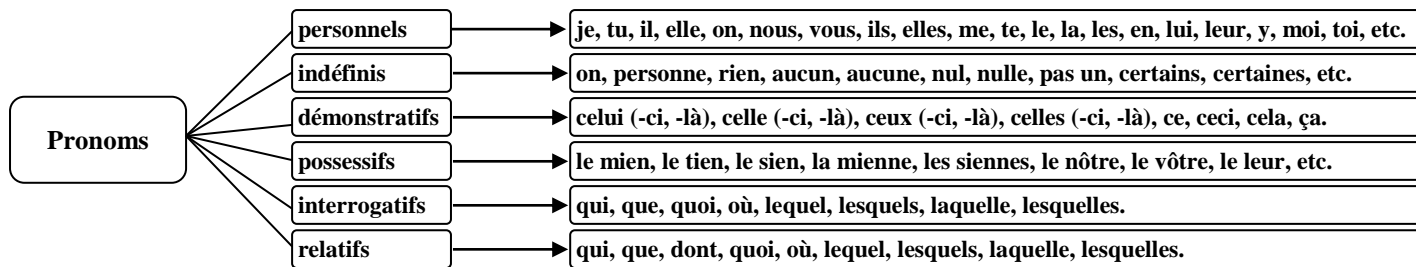 Pronoms
personnels
je, tu, il, elle, on, nous, vous, ils, elles, me, te, le, la, les, en, lui, leur, y, moi, toi, etc.
indéfinis
on, personne, rien, aucun, aucune, nul, nulle, pas un, certains, certaines, etc.
démonstratifs
celui (-ci, -là), celle (-ci, -là), ceux (-ci, -là), celles (-ci, -là), ce, ceci, cela, ça.
possessifs
le mien, le tien, le sien, la mienne, les siennes, le nôtre, le vôtre, le leur, etc.
interrogatifs
qui, que, quoi, où, lequel, lesquels, laquelle, lesquelles.
relatifs
qui, que, dont, quoi, où, lequel, lesquels, laquelle, lesquelles.